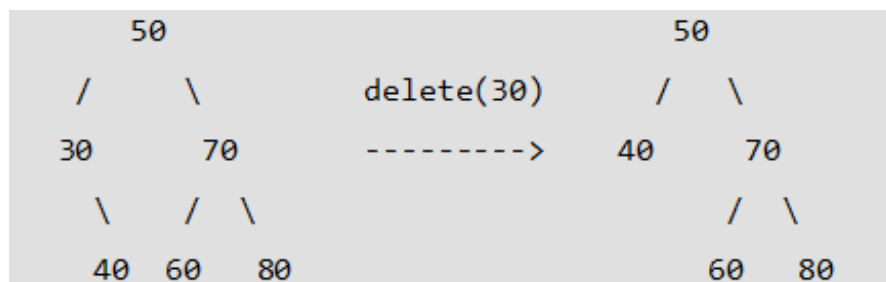 50 50
/ \ delete(30) / \
30 70 ---------> 40 70
\ / \ / \
40 60 80 60 80